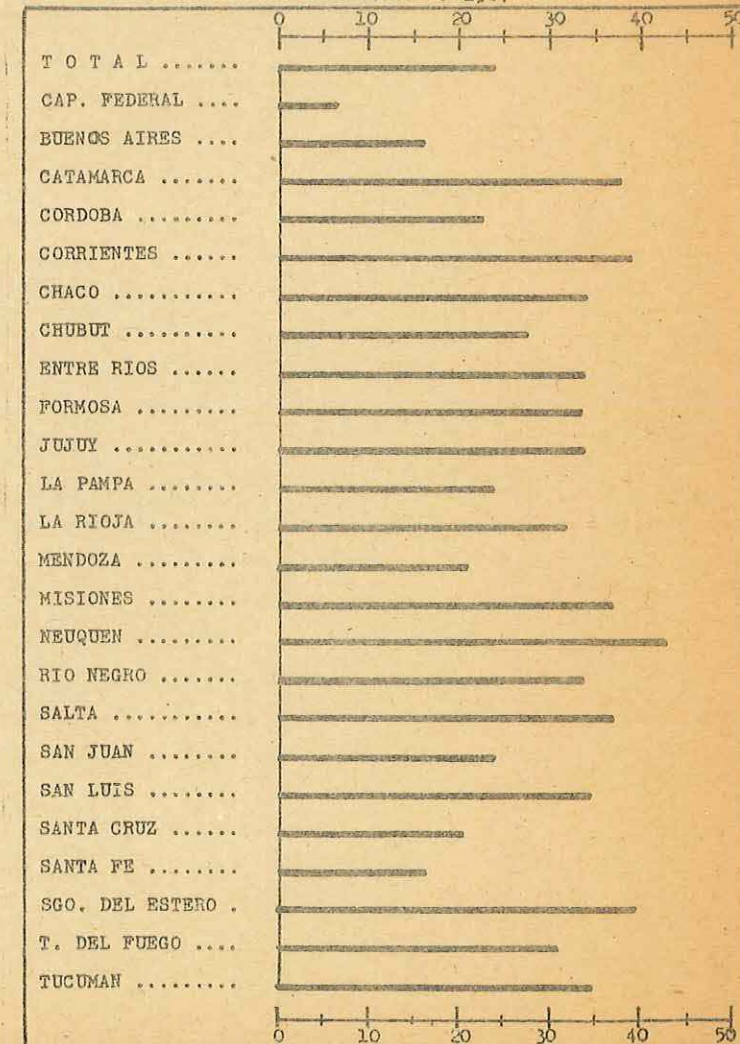 0 10 20 30 40 50
T O T A L .......
CAP. FEDERAL ....
BUENOS AIRES ....
CATAMARCA .......
CORDOBA .........
CORRIENTES ......
CHACO ...........
CHUBUT ..........
ENTRE RIOS ......
FORMOSA .........
JUJUY ...........
LA PAMPA ........
LA RIOJA ........
MENDOZA .........
MISIONES ........
NEUQUEN .........
RIO NEGRO .......
SALTA ...........
SAN JUAN ........
SAN LUIS ........
SANTA CRUZ ......
SANTA FE ........
SGO. DEL ESTERO .
T. DEL FUEGO ....
TUCUMAN .........
0 10 20 30 40 50